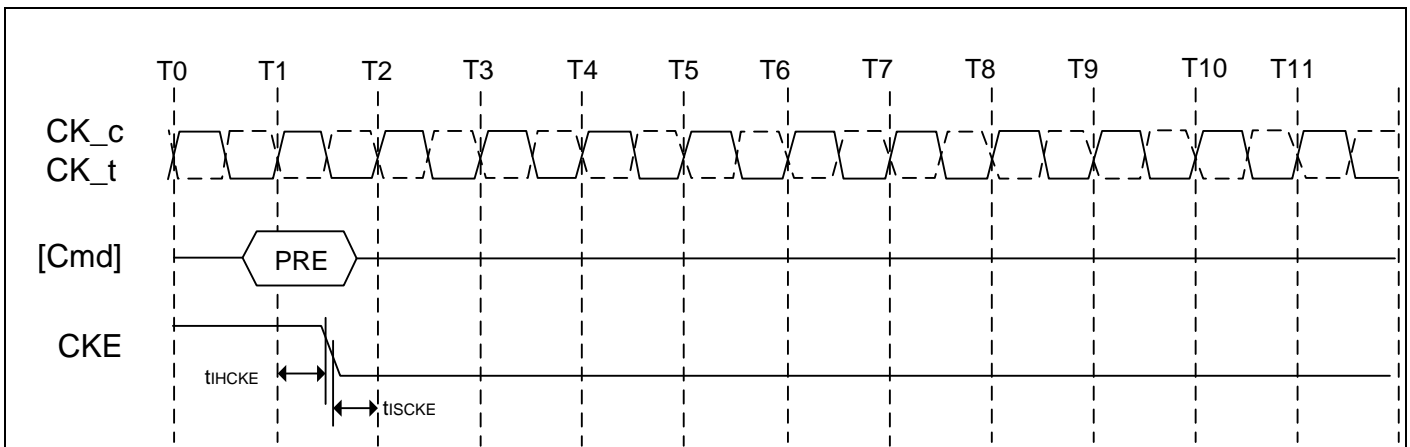 T0 T1 T2 T3 T4 T5 T6 T7 T8 T9 T10 T11
CK_c
CK_t
[Cmd] PRE
CKE
tIHCKE
tISCKE